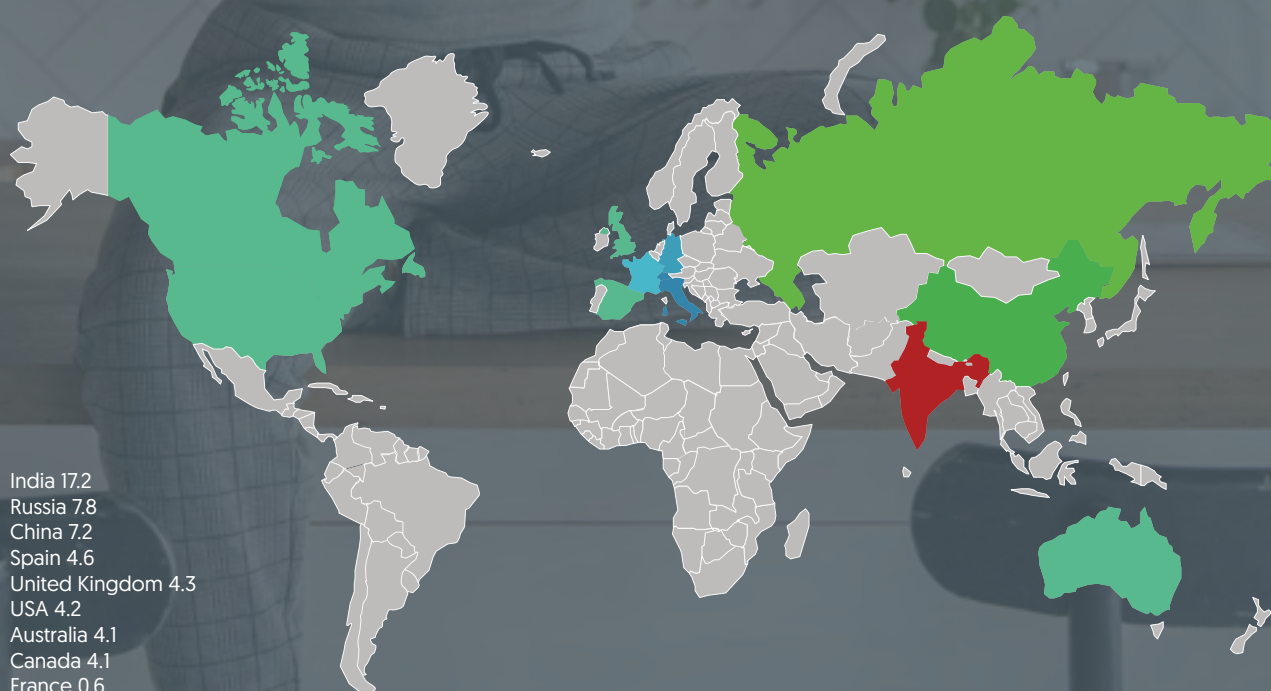 India 17.2
Russia 7.8
China 7.2
Spain 4.6
United Kingdom 4.3
USA 4.2
Australia 4.1
Canada 4.1
France 0.6